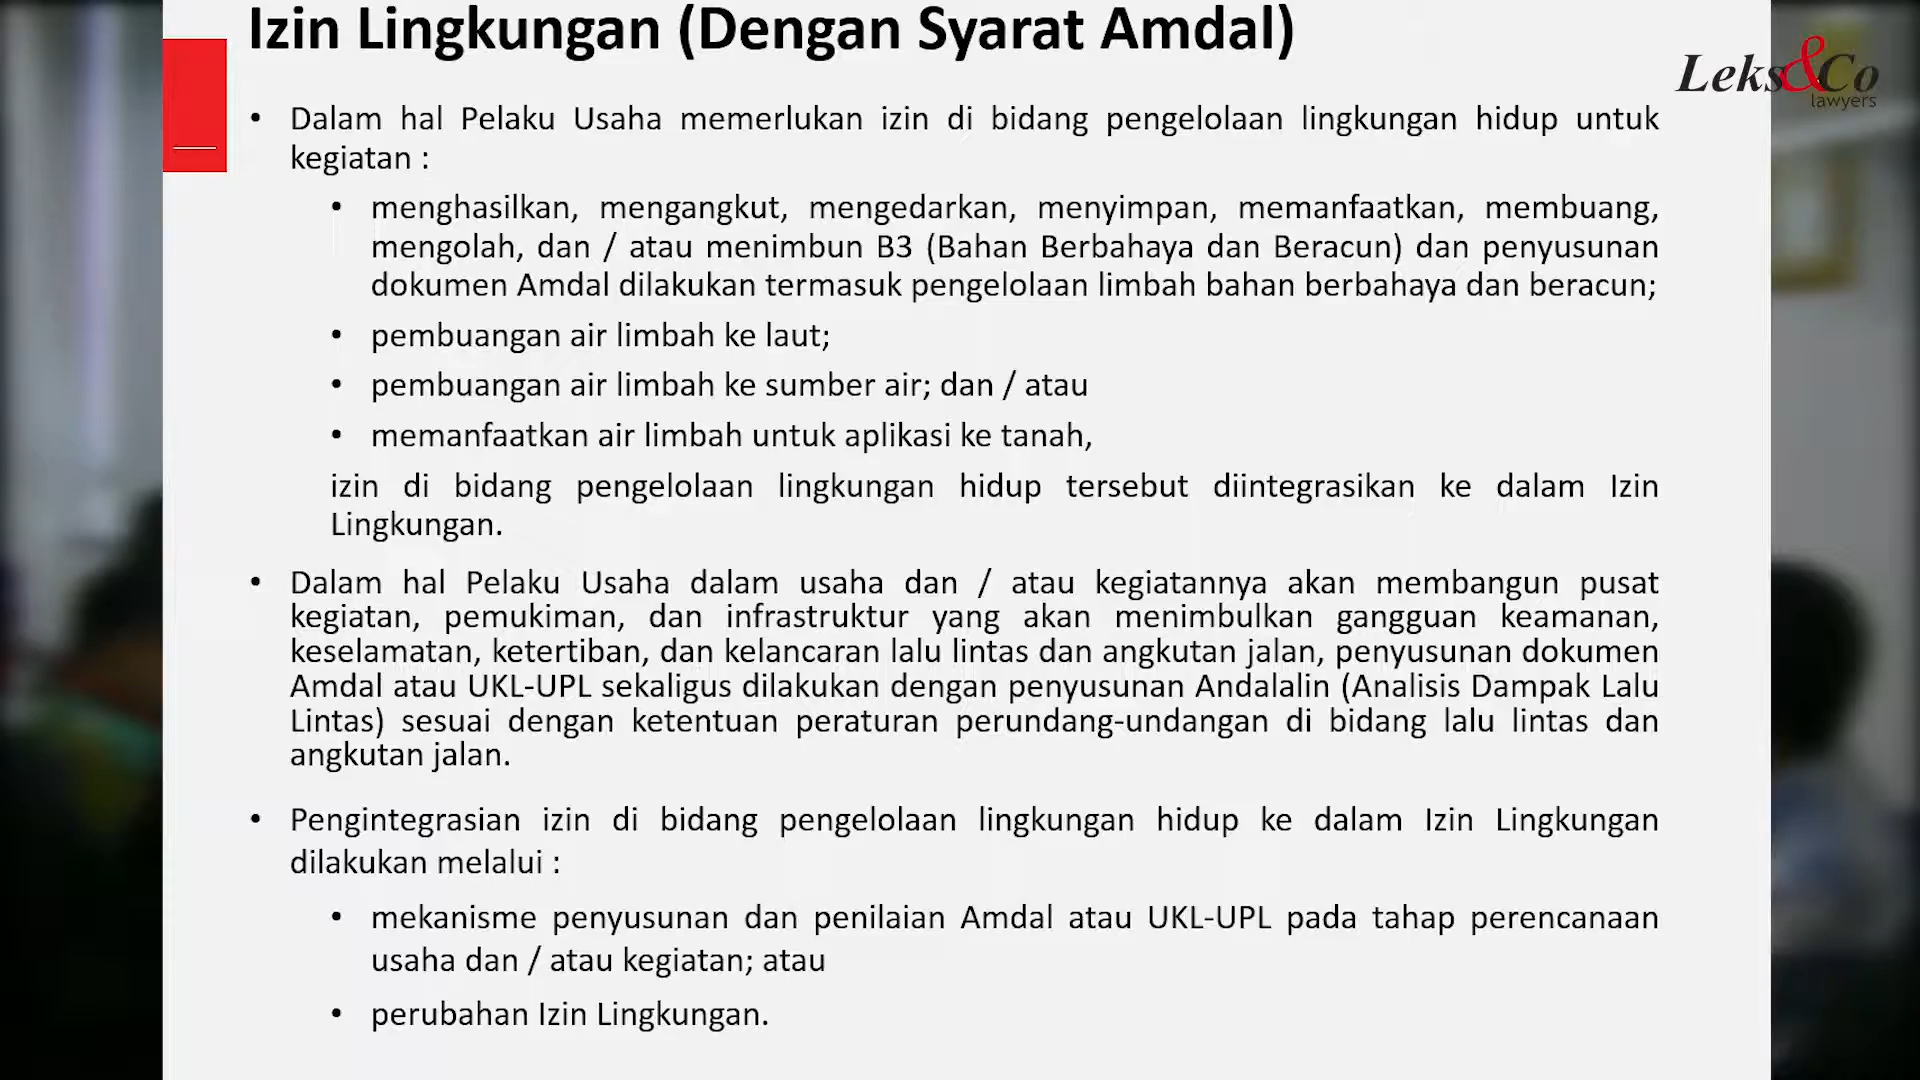 Izin Lingkungan (Dengan Syarat Amdal)
Leks&Co
lawyers
• Dalam hal Pelaku Usaha memerlukan izin di bidang pengelolaan lingkungan hidup untuk
kegiatan :
• menghasilkan, mengangkut, mengedarkan, menyimpan, memanfaatkan, membuang,
mengolah, dan / atau menimbun B3 (Bahan Berbahaya dan Beracun) dan penyusunan
dokumen Amdal dilakukan termasuk pengelolaan limbah bahan berbahaya dan beracun;
• pembuangan air limbah ke laut;
• pembuangan air limbah ke sumber air; dan / atau
• memanfaatkan air limbah untuk aplikasi ke tanah,
izin di bidang pengelolaan lingkungan hidup tersebut diintegrasikan ke dalam Izin
Lingkungan.
• Dalam hal Pelaku Usaha dalam usaha dan / atau kegiatannya akan membangun pusat
kegiatan, pemukiman, dan infrastruktur yang akan menimbulkan gangguan keamanan,
keselamatan, ketertiban, dan kelancaran lalu lintas dan angkutan jalan, penyusunan dokumen
Amdal atau UKL-UPL sekaligus dilakukan dengan penyusunan Andalalin (Analisis Dampak Lalu
Lintas) sesuai dengan ketentuan peraturan perundang-undangan di bidang lalu lintas dan
angkutan jalan.
• Pengintegrasian izin di bidang pengelolaan lingkungan hidup ke dalam Izin Lingkungan
dilakukan melalui :
• mekanisme penyusunan dan penilaian Amdal atau UKL-UPL pada tahap perencanaan
usaha dan / atau kegiatan; atau
• perubahan Izin Lingkungan.